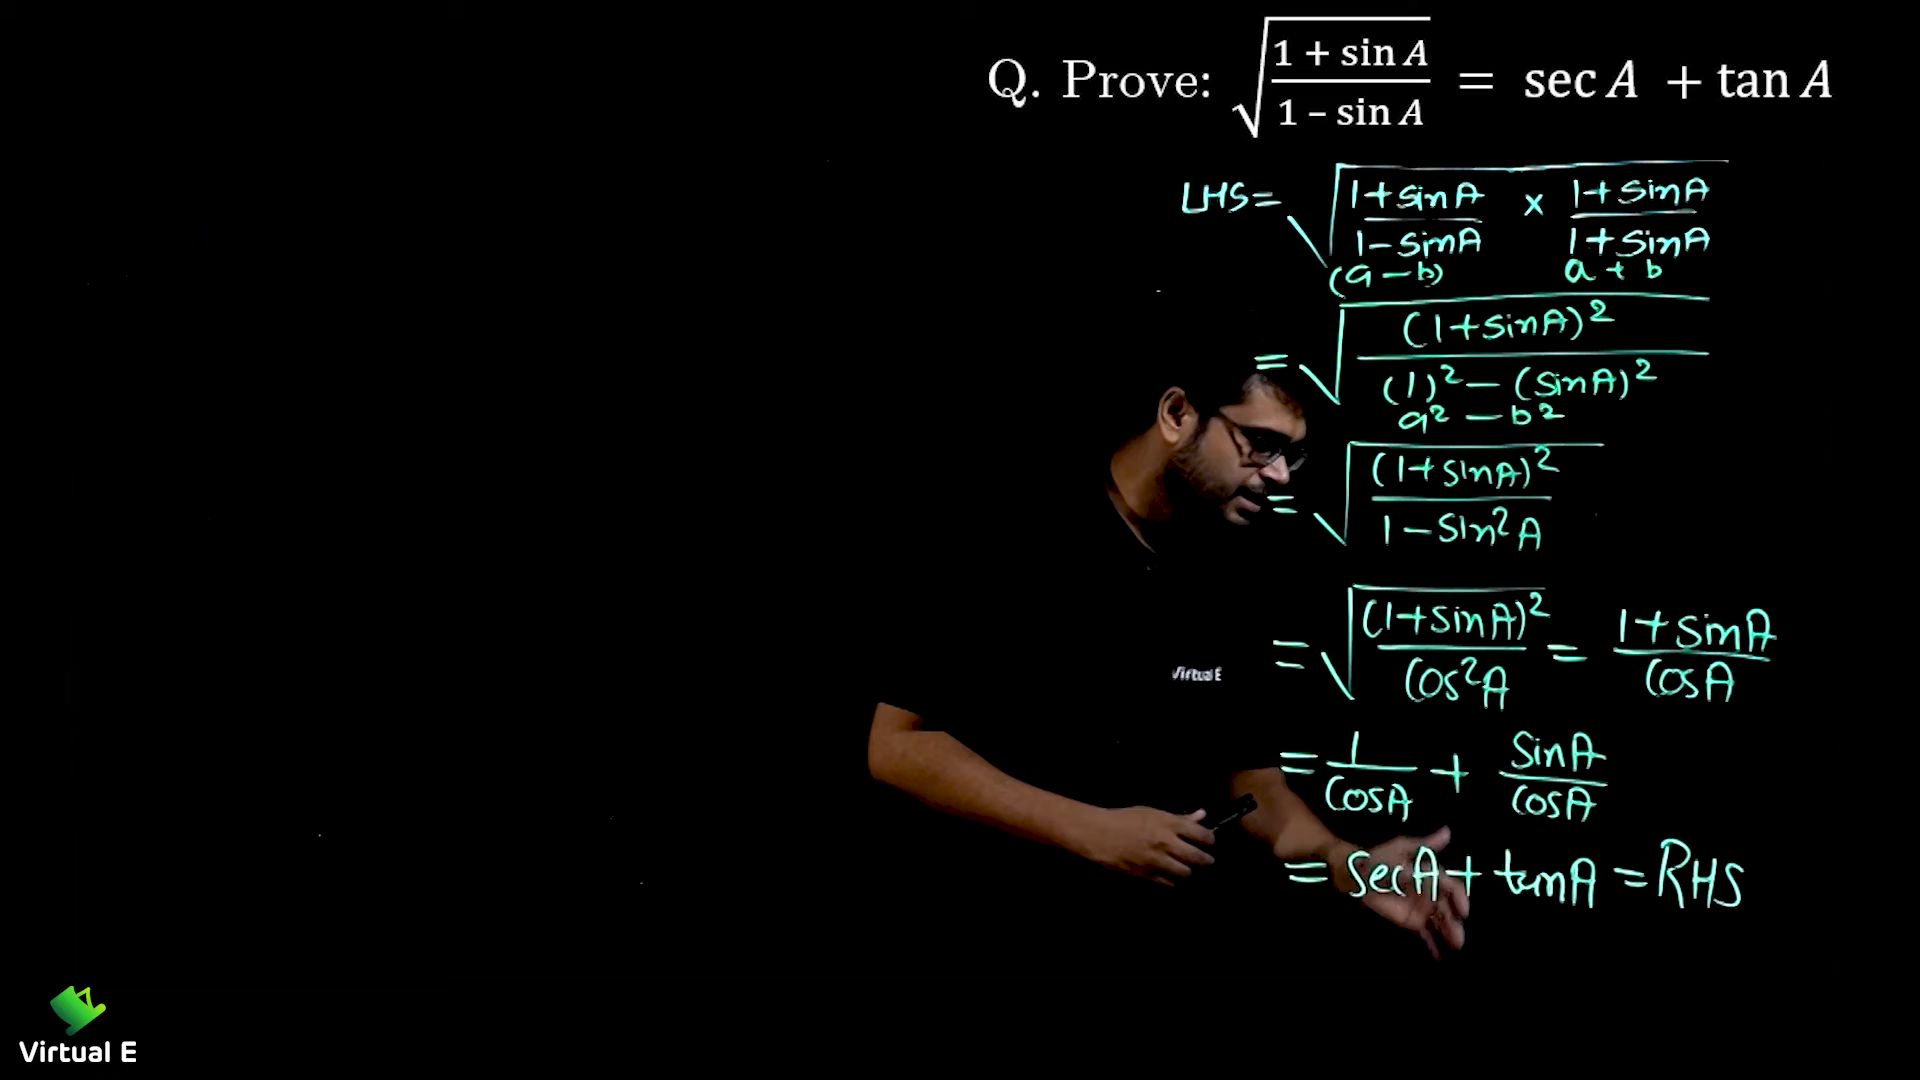 Q. Prove: √((1 + sin A)/(1 – sin A)) = sec A + tan A
LHS = √((1+sinA)/(1-sinA) × (1+sinA)/(1+sinA))
(a - b) a + b
= √((1+sinA)²/((1)² - (sinA)²))
a² - b²
= √((1+sinA)²/(1 - sin²A))
= √((1+sinA)²/Cos²A) = (1+sinA)/CosA
= 1/CosA + SinA/CosA
= secA + tanA = RHS
Virtual E
Virtual E